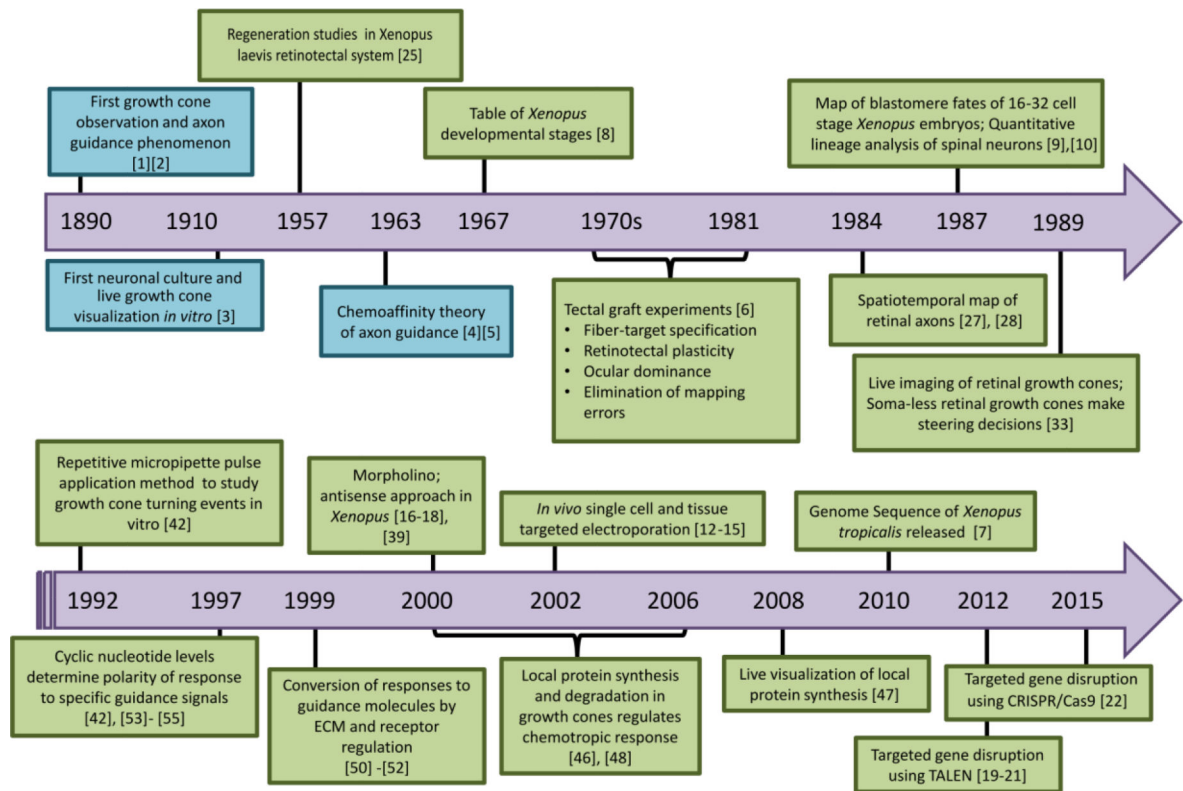 Regeneration studies in Xenopus
laevis retinotectal system [25]
First growth cone
observation and axon
guidance phenomenon
[1][2]
Table of Xenopus
developmental stages [8]
Map of blastomere fates of 16-32 cell
stage Xenopus embryos; Quantitative
lineage analysis of spinal neurons [9],[10]
1890 1910 1957 1963 1967 1970s 1981 1984 1987 1989
First neuronal culture and
live growth cone
visualization in vitro [3]
Chemoaffinity theory
of axon guidance [4][5]
Tectal graft experiments [6]
• Fiber-target specification
• Retinotectal plasticity
• Ocular dominance
• Elimination of mapping
errors
Spatiotemporal map of
retinal axons [27], [28]
Live imaging of retinal growth cones;
Soma-less retinal growth cones make
steering decisions [33]
Repetitive micropipette pulse
application method to study
growth cone turning events in
vitro [42]
Morpholino;
antisense approach in
Xenopus [16-18],
[39]
In vivo single cell and tissue
targeted electroporation [12-15]
Genome Sequence of Xenopus
tropicalis released [7]
1992 1997 1999 2000 2002 2006 2008 2010 2012 2015
Cyclic nucleotide levels
determine polarity of response
to specific guidance signals
[42], [53]- [55]
Conversion of responses to
guidance molecules by
ECM and receptor
regulation
[50] -[52]
Local protein synthesis
and degradation in
growth cones regulates
chemotropic response
[46], [48]
Live visualization of local
protein synthesis [47]
Targeted gene disruption
using CRISPR/Cas9 [22]
Targeted gene disruption
using TALEN [19-21]